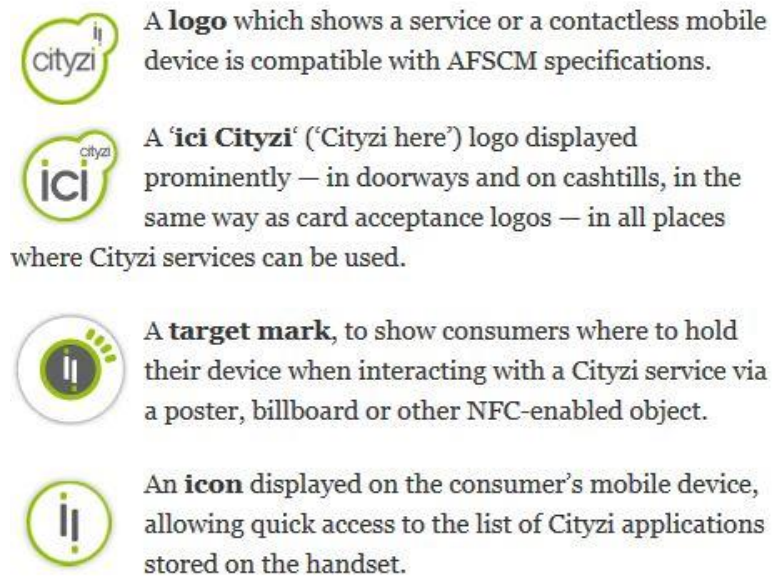 cityzi
A logo which shows a service or a contactless mobile
device is compatible with AFSCM specifications.
cityzi
ici
A ‘ici Cityzi‘ (‘Cityzi here’) logo displayed
prominently — in doorways and on cashtills, in the
same way as card acceptance logos — in all places
where Cityzi services can be used.
A target mark, to show consumers where to hold
their device when interacting with a Cityzi service via
a poster, billboard or other NFC-enabled object.
An icon displayed on the consumer’s mobile device,
allowing quick access to the list of Cityzi applications
stored on the handset.